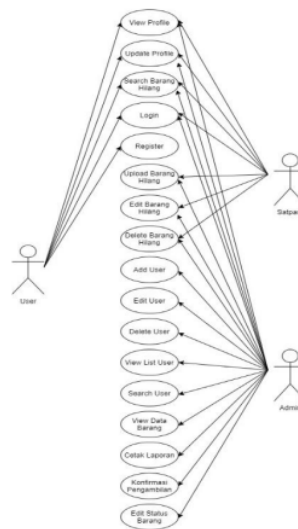 View Profile
Update Profile
Search Barang
Hilang
Login
Register
Upload Barang
Hilang
Edit Barang
Hilang
Delete Barang
Hilang
Add User
Edit User
Delete User
View List User
Search User
View Data
Barang
Cetak Laporan
Konfirmasi
Pengambilan
Edit Status
Barang
User
Satpa
Admi